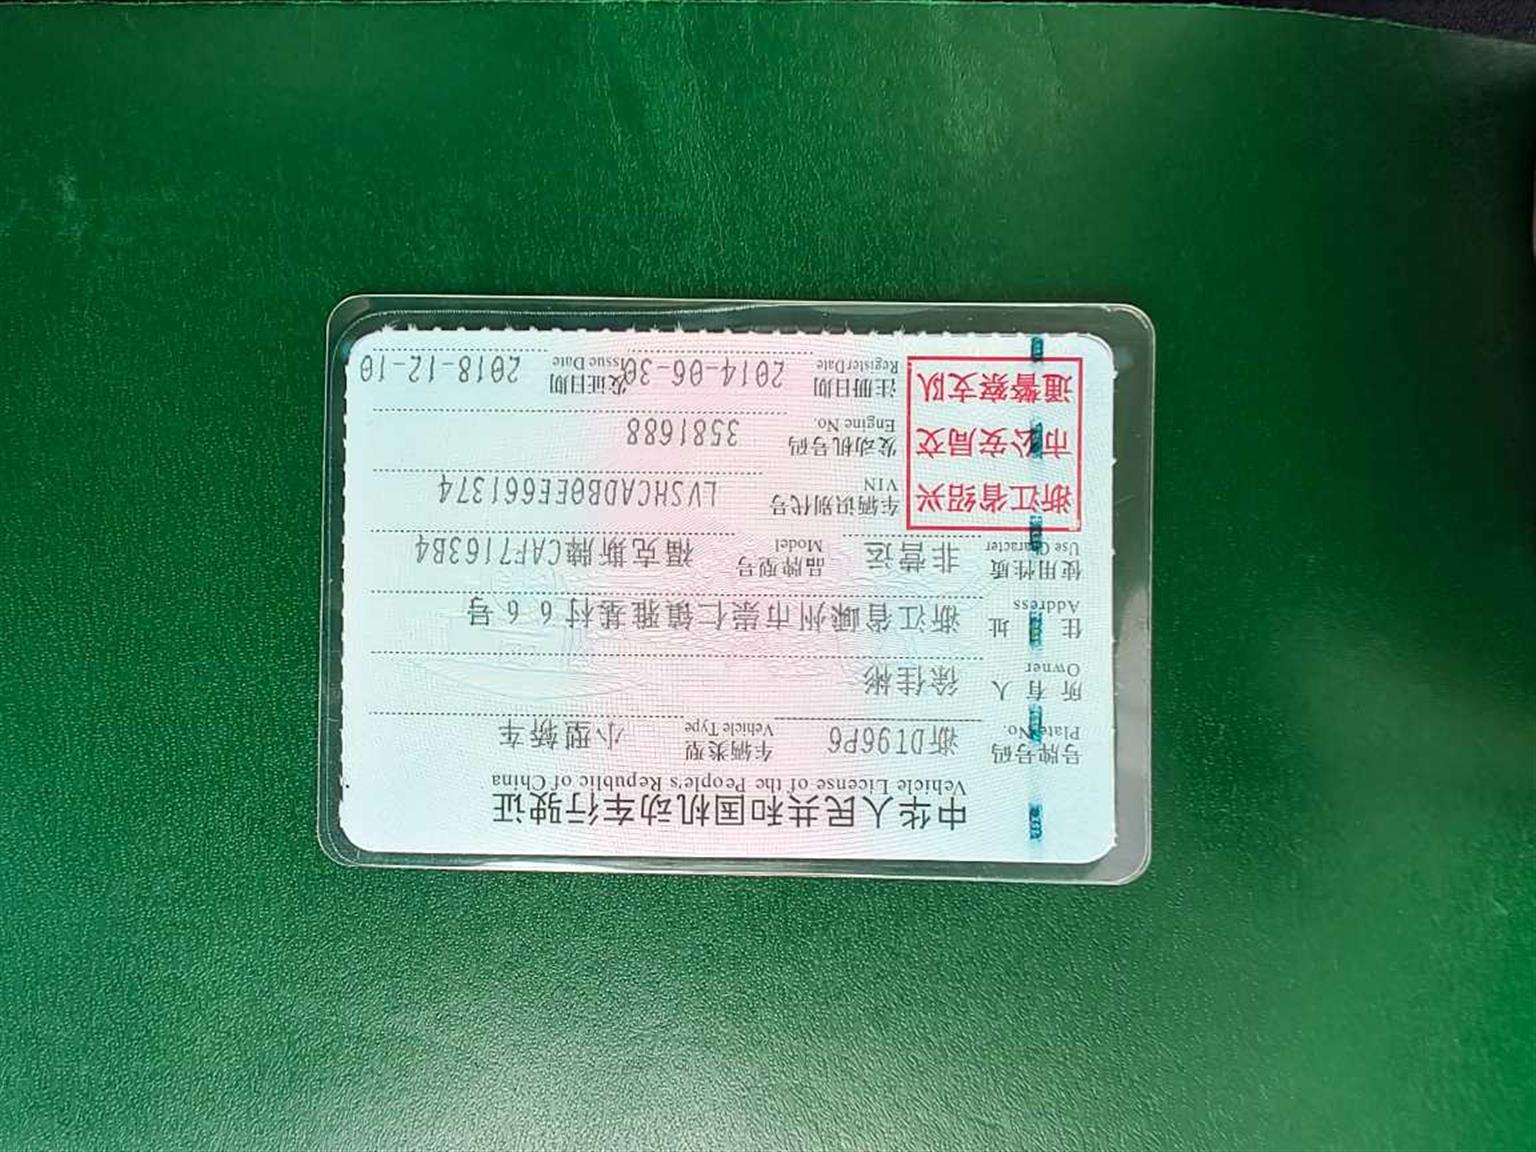 中华人民共和国机动车行驶证
Vehicle License of the People's Republic of China
号牌号码 浙DT96P6 车辆类型 小型轿车
Plate No. Vehicle Type
所有人 徐佳彬
Owner
住址 浙江省嵊州市崇仁镇雅基村66号
Address
使用性质 非营运 品牌型号 福克斯牌CAF7163B4
Use Character Model
浙江省绍兴
市公安局交
通警察支队
车辆识别代号 LVSHCADB0EE661374
VIN
发动机号码 3581688
Engine No.
注册日期 2014-06-30 发证日期 2018-12-10
Register Date Issue Date